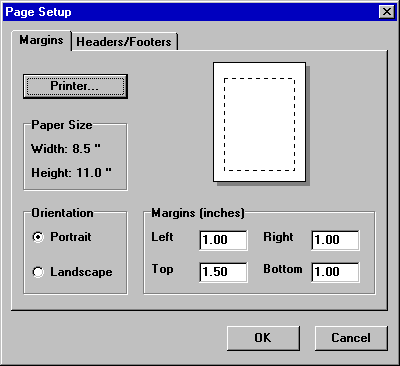 Page Setup
Margins Headers/Footers
Printer...
Paper Size
Width: 8.5 "
Height: 11.0 "
Orientation
Portrait
Landscape
Margins (inches)
Left 1.00 Right 1.00
Top 1.50 Bottom 1.00
OK Cancel